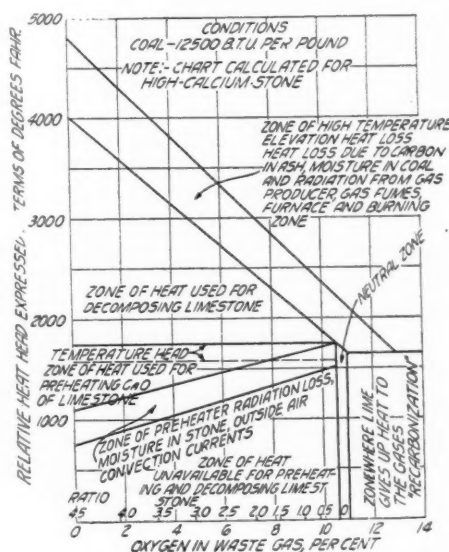 5000
CONDITIONS
COAL-12500 B.T.U. PER POUND
NOTE:- CHART CALCULATED FOR
HIGH-CALCIUM-STONE
4000
ZONE OF HIGH TEMPERATURE
ELEVATION HEAT LOSS
HEAT LOSS DUE TO CARBON
IN ASH, MOISTURE IN COAL
AND RADIATION FROM GAS
PRODUCER, GAS FUMES,
FURNACE AND BURNING
ZONE
3000
NEUTRAL ZONE
ZONE OF HEAT USED FOR
DECOMPOSING LIMESTONE
2000
TEMPERATURE HEAD
ZONE OF HEAT USED FOR
PREHEATING CAO
OF LIMESTONE
1000
ZONE OF PREHEATER RADIATION LOSS,
MOISTURE IN STONE, OUTSIDE AIR
CONVECTION CURRENTS
ZONE OF HEAT
UNAVAILABLE FOR PREHEAT-
ING AND DECOMPOSING LIMEST
STONE
ZONE WHERE LIME
GIVES UP HEAT TO
THE GASES
"RECARBONIZATION"
RATIO
4.5 4.0 3.5 3.0 2.5 2.0 1.5 1.0 0.5 0
0 2 4 6 8 10 12 14
OXYGEN IN WASTE GAS, PERCENT
RELATIVE HEAT HEAD EXPRESSED. TERMS OF DEGREES FAHR.